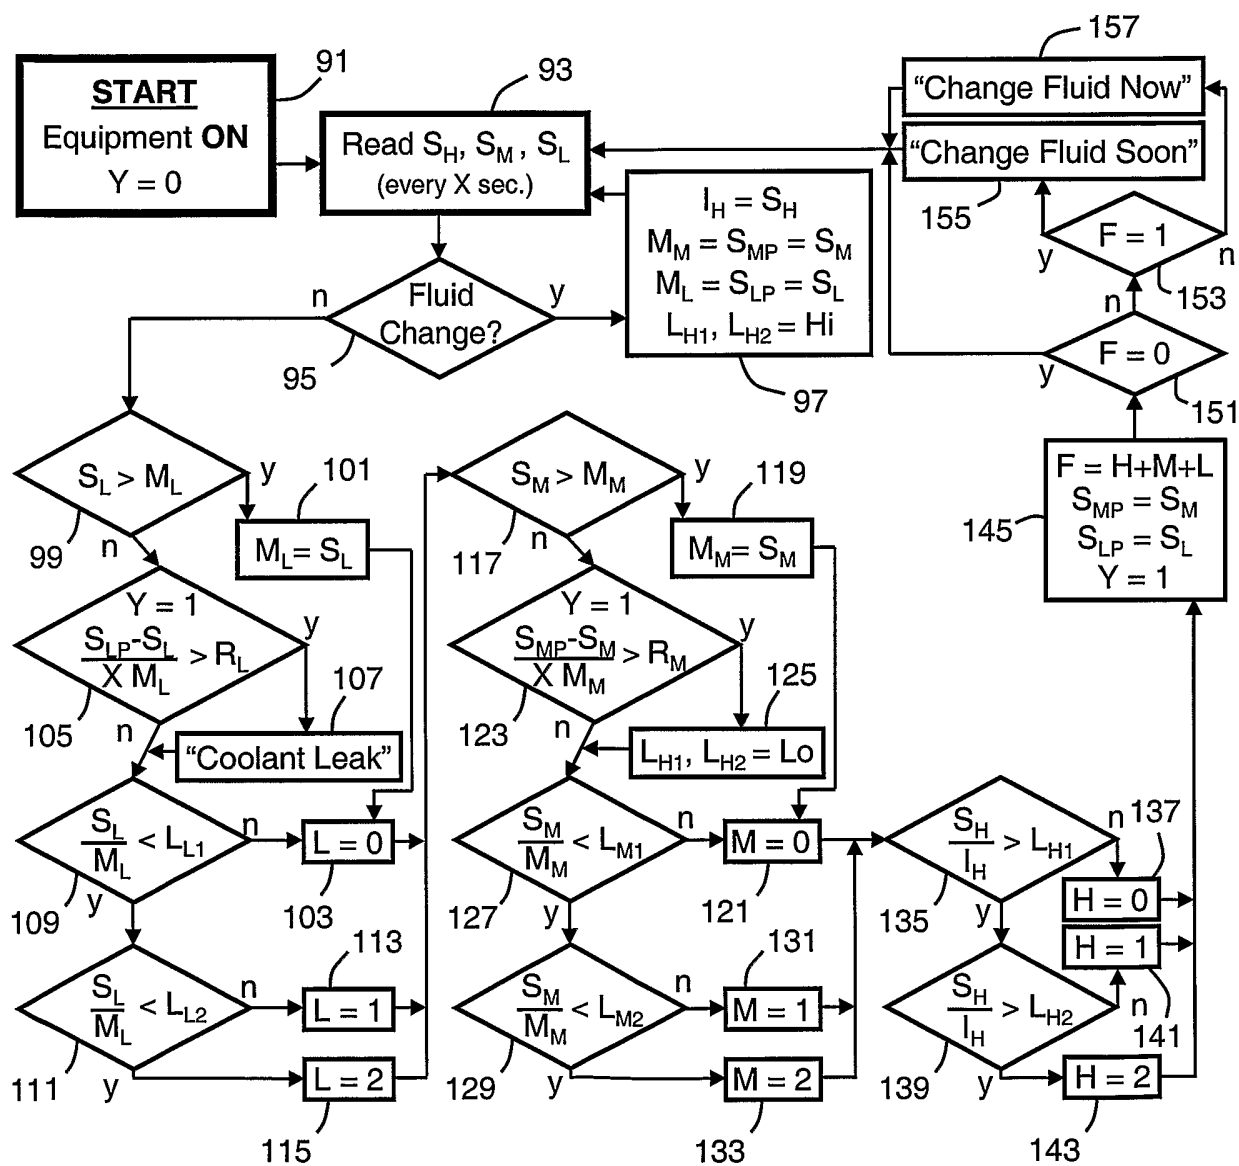 157
91
93
START
Equipment ON
Y = 0
Read S_H, S_M , S_L
(every X sec.)
“Change Fluid Now”
“Change Fluid Soon”
155
I_H = S_H
M_M = S_MP = S_M
M_L = S_LP = S_L
L_H1, L_H2 = Hi
97
F = 1
y
n
153
n
F = 0
y
151
n
Fluid
Change?
y
95
S_L > M_L
y
99
n
101
M_L= S_L
S_M > M_M
y
117
n
119
M_M= S_M
F = H+M+L
S_MP = S_M
S_LP = S_L
Y = 1
145
Y = 1
S_LP-S_L
X M_L
> R_L
y
105
n
107
“Coolant Leak”
Y = 1
S_MP-S_M
X M_M
> R_M
y
123
n
125
L_H1, L_H2 = Lo
S_L
M_L
< L_L1
n
L = 0
103
109
y
S_M
M_M
< L_M1
n
M = 0
121
127
y
S_H
I_H
> L_H1
n
137
H = 0
135
y
S_L
M_L
< L_L2
n
113
L = 1
111
y
L = 2
115
S_M
M_M
< L_M2
n
131
M = 1
129
y
M = 2
133
H = 1
S_H
I_H
> L_H2
n
141
139
y
H = 2
143